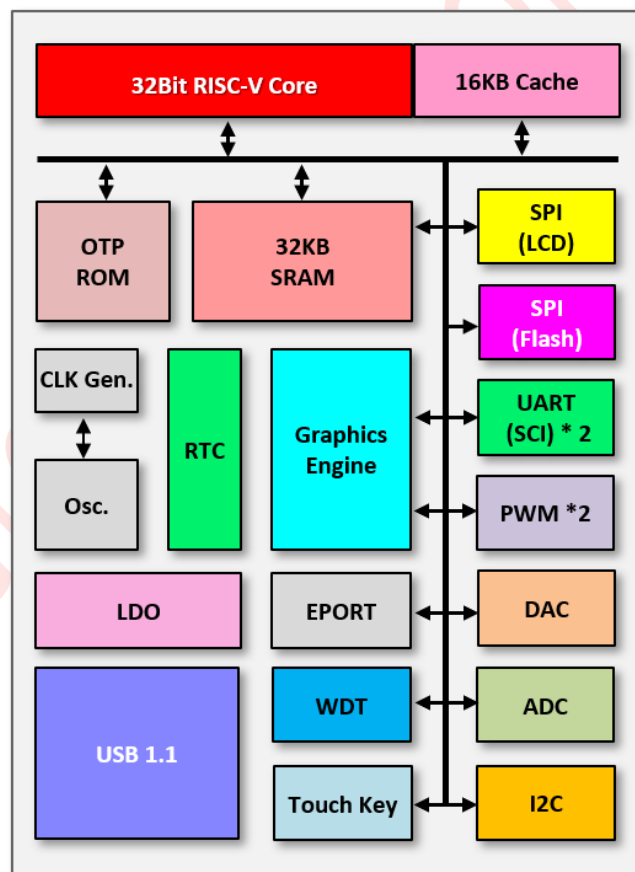 32Bit RISC-V Core
16KB Cache
OTP
ROM
32KB
SRAM
SPI
(LCD)
SPI
(Flash)
CLK Gen.
RTC
Graphics
Engine
UART
(SCI) * 2
Osc.
PWM *2
LDO
EPORT
DAC
USB 1.1
WDT
ADC
Touch Key
I2C